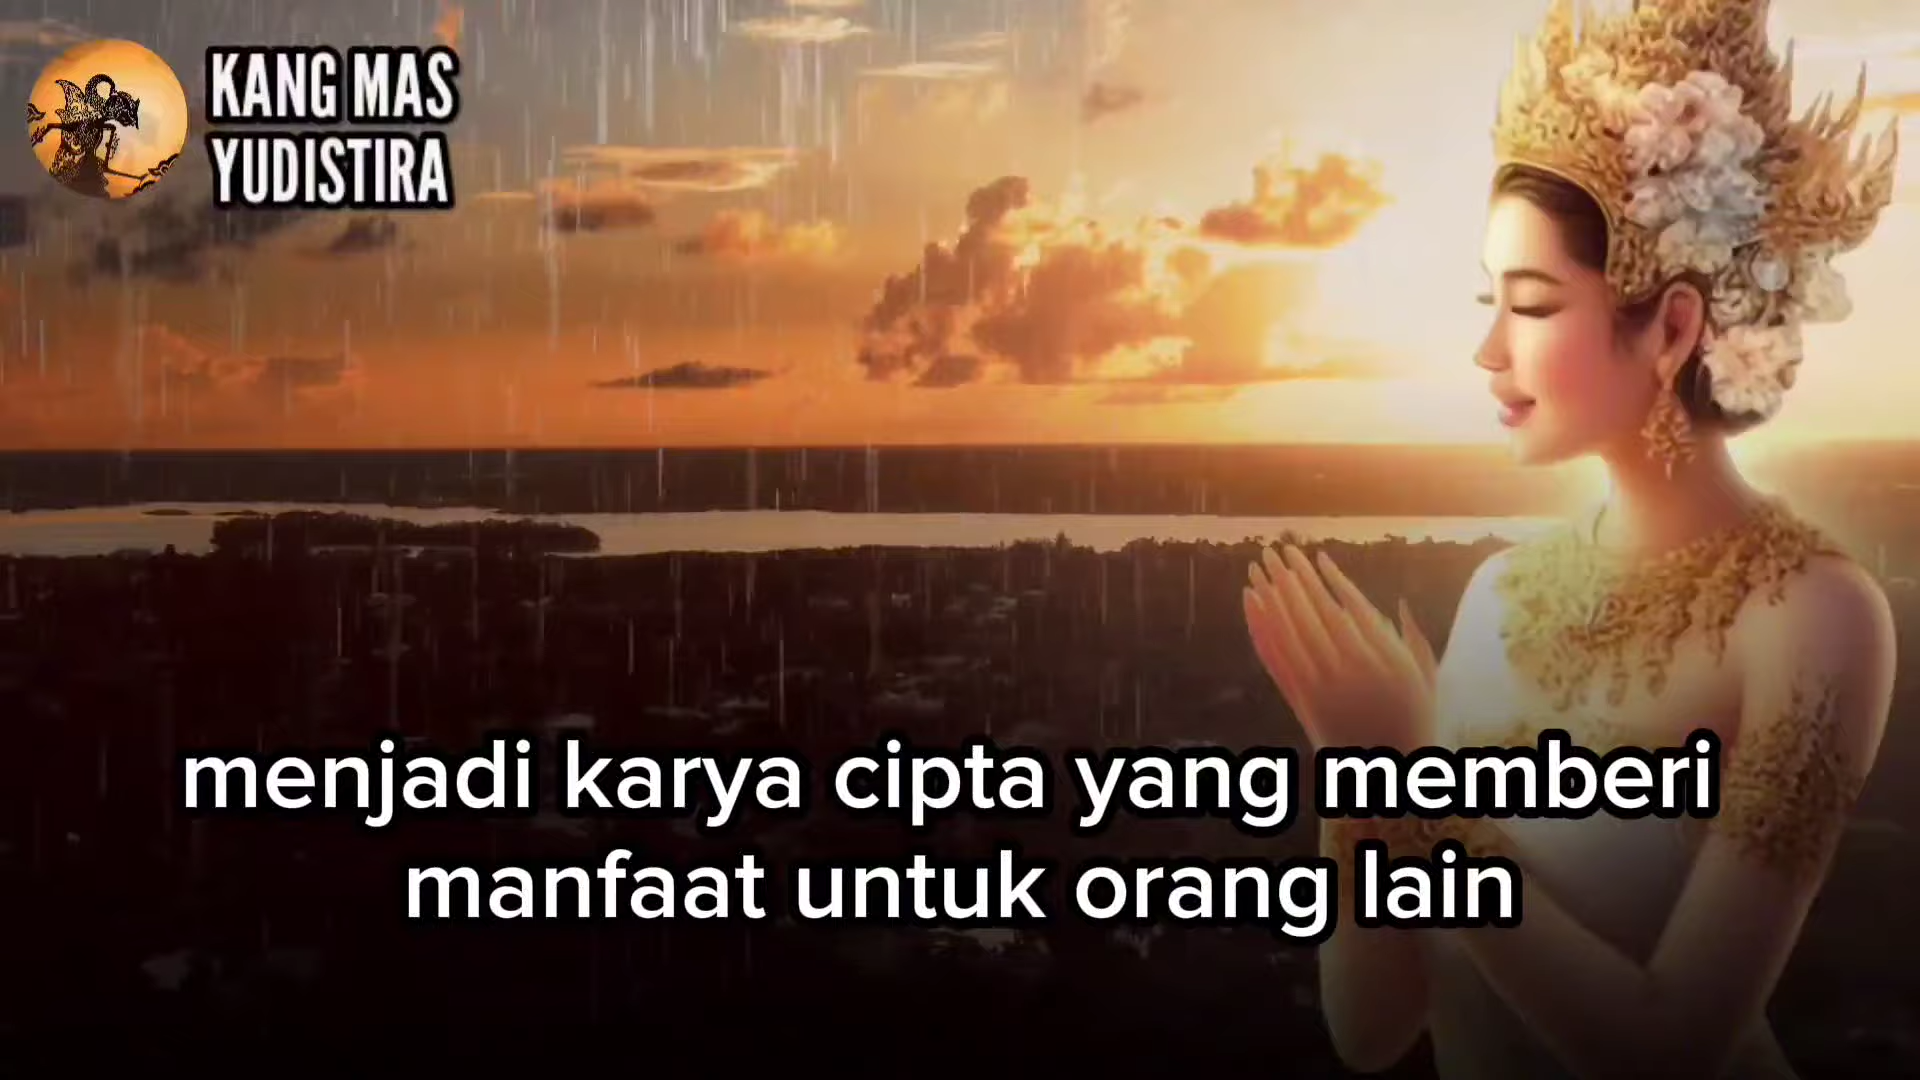 KANG MAS
YUDISTIRA
menjadi karya cipta yang memberi
manfaat untuk orang lain